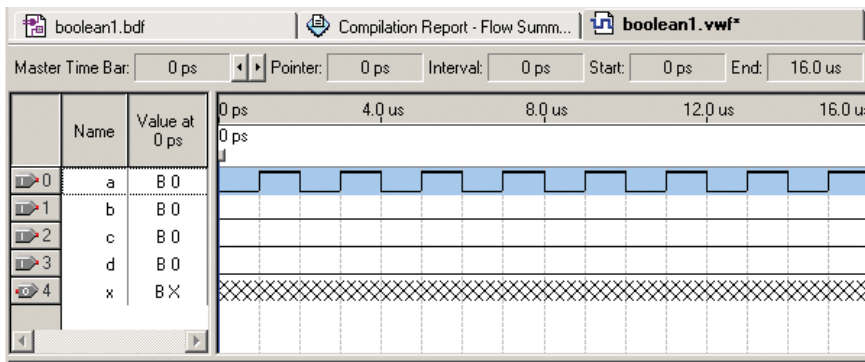 boolean1.bdf Compilation Report - Flow Summ... boolean1.vwf*
Master Time Bar: 0 ps Pointer: 0 ps Interval: 0 ps Start: 0 ps End: 16.0 us
Name Value at 0 ps
0 ps 4.0 us 8.0 us 12.0 us 16.0 u
0 ps
0 a B 0
1 b B 0
2 c B 0
3 d B 0
4 x B X